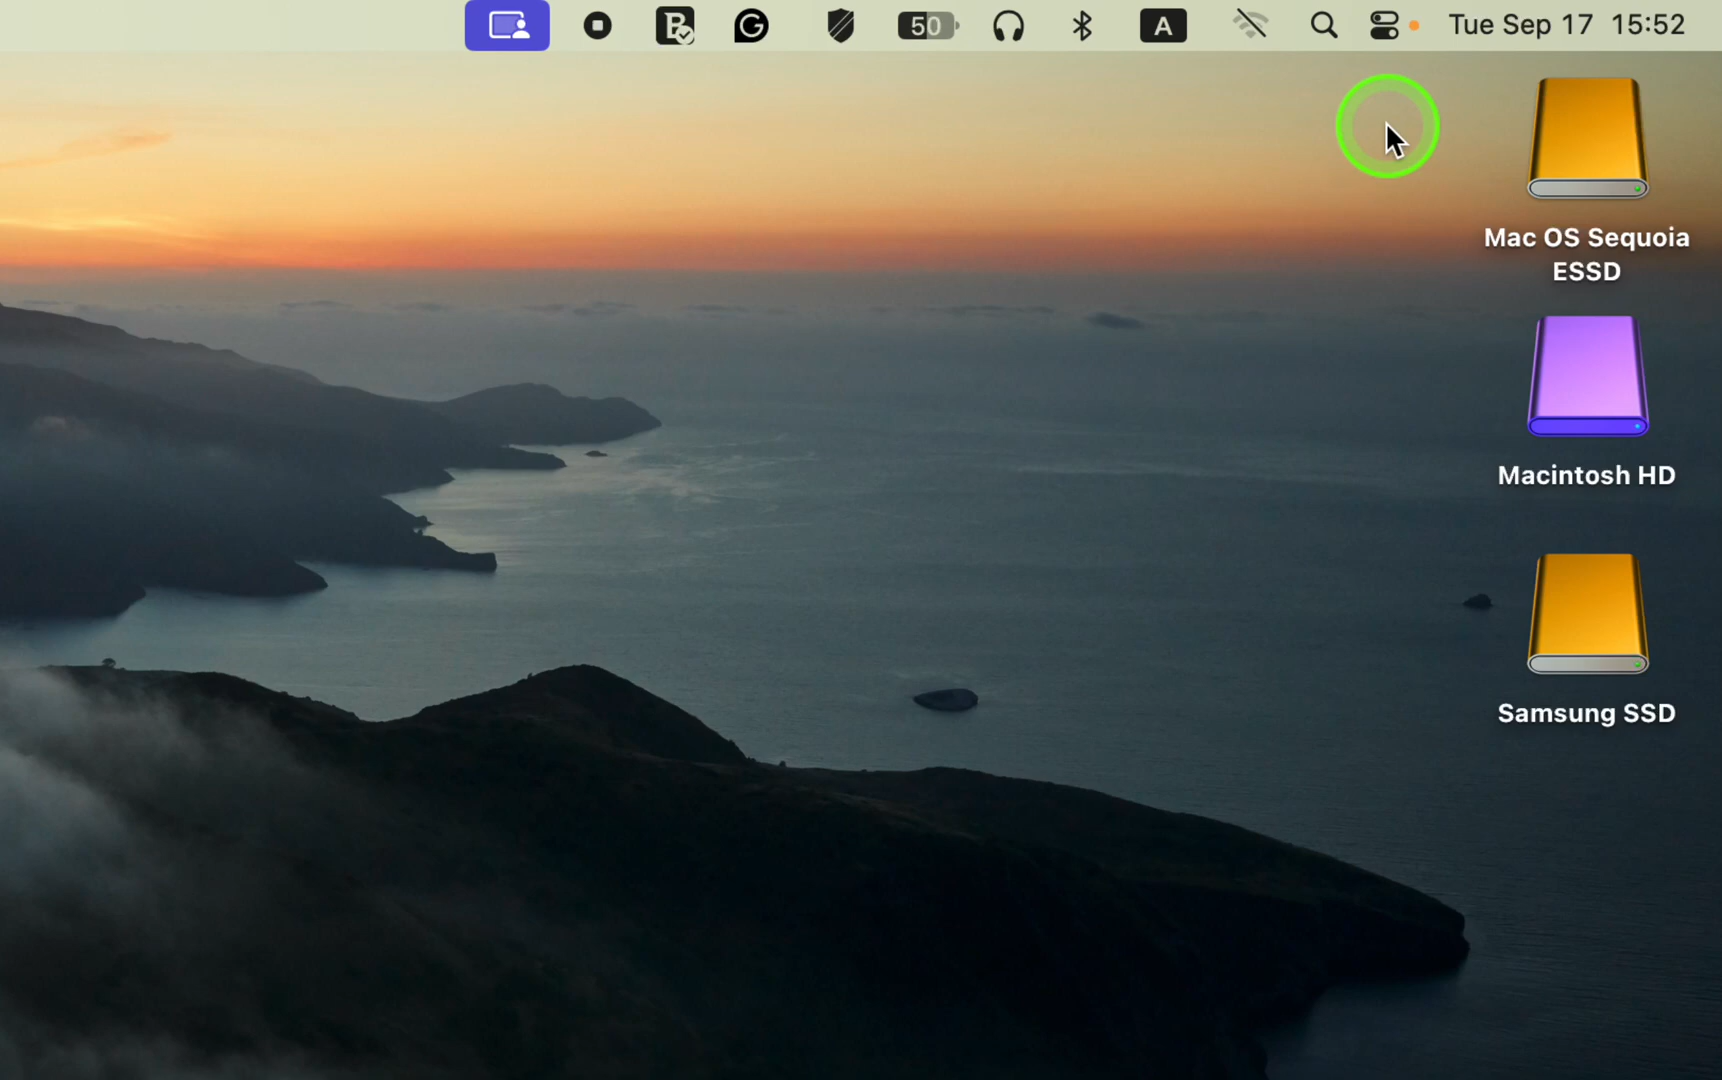 B
G
50
A
Tue Sep 17 15:52
Mac OS Sequoia
ESSD
Macintosh HD
Samsung SSD